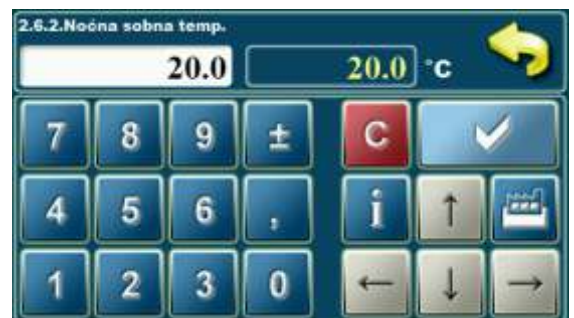 2.6.2.Noćna sobna temp.
20.0 20.0 °C
7 8 9 ± C
4 5 6 , i ↑
1 2 3 0 ← ↓ →